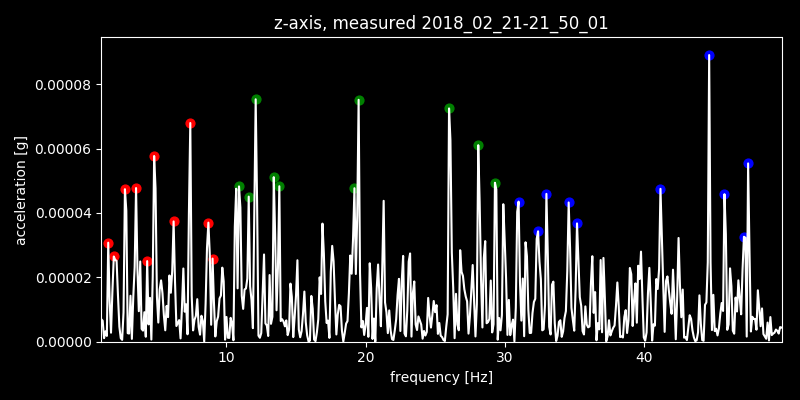 z-axis, measured 2018_02_21-21_50_01
0.00008
0.00006
0.00004
0.00002
0.00000
acceleration [g]
10 20 30 40
frequency [Hz]